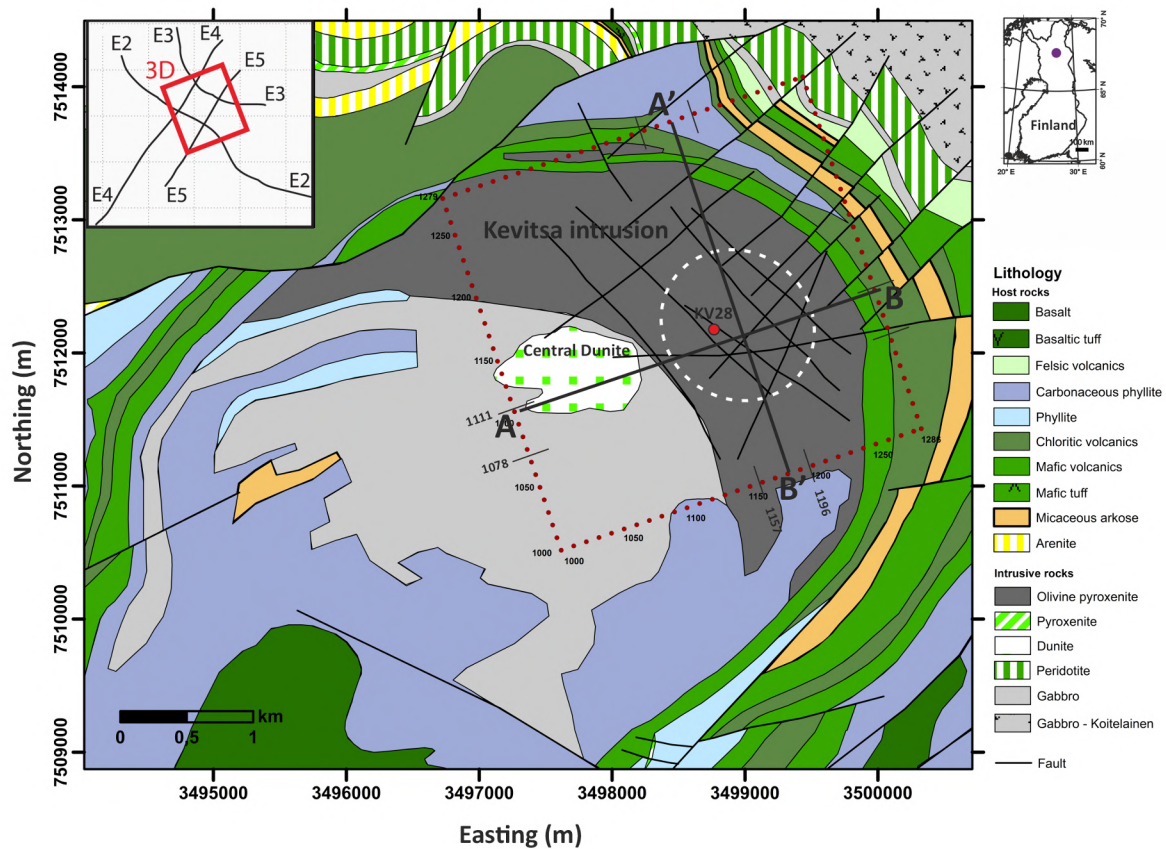 E2
E3
E4
3D
E5
E3
E4
E5
E2
70° N
65° N
Finland
100 km
60° N
20° E
30° E
7514000
7513000
7512000
7511000
7510000
7509000
Northing (m)
3495000
3496000
3497000
3498000
3499000
3500000
Easting (m)
A'
1279
1250
Kevitsa intrusion
1200
B
KV28
1150
Central Dunite
1111
A
1078
1050
1000
1000
1050
1100
1150
B'
1200
1250
1286
1157
1196
km
0 0.5 1
Lithology
Host rocks
Basalt
Basaltic tuff
Felsic volcanics
Carbonaceous phyllite
Phyllite
Chloritic volcanics
Mafic volcanics
Mafic tuff
Micaceous arkose
Arenite
Intrusive rocks
Olivine pyroxenite
Pyroxenite
Dunite
Peridotite
Gabbro
Gabbro - Koitelainen
Fault